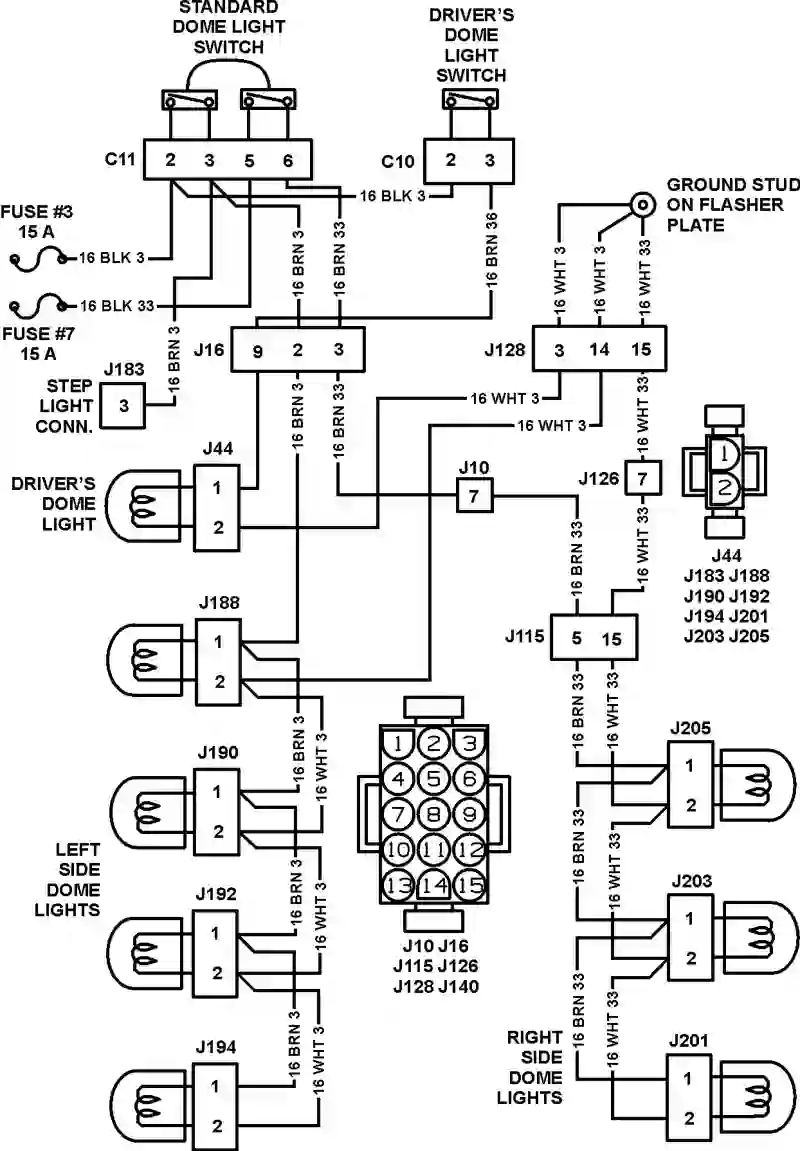 STANDARD
DOME LIGHT
SWITCH
DRIVER'S
DOME
LIGHT
SWITCH
C11
2 3 5 6
C10
2 3
16 BLK 3
GROUND STUD
ON FLASHER
PLATE
FUSE #3
15 A
16 BLK 3
16 BLK 33
FUSE #7
15 A
16 BRN 3
16 BRN 3
16 BRN 33
16 BRN 36
16 WHT 3
16 WHT 3
16 WHT 33
J16
9 2 3
J128
3 14 15
J183
3
STEP
LIGHT
CONN.
16 BRN 3
16 BRN 33
16 WHT 3
16 WHT 3
16 WHT 33
J44
1
2
DRIVER'S
DOME
LIGHT
J10
7
J126
7
1
2
J44
J183 J188
J190 J192
J194 J201
J203 J205
16 BRN 33
16 WHT 33
J188
1
2
J115
5 15
16 BRN 3
16 WHT 3
16 BRN 33
16 WHT 33
J190
1
2
J205
1
2
1 2 3
4 5 6
7 8 9
10 11 12
13 14 15
J10 J16
J115 J126
J128 J140
LEFT
SIDE
DOME
LIGHTS
16 BRN 3
16 WHT 3
16 BRN 33
16 WHT 33
J192
1
2
J203
1
2
16 BRN 3
16 WHT 3
16 BRN 33
16 WHT 33
J194
1
2
RIGHT
SIDE
DOME
LIGHTS
J201
1
2